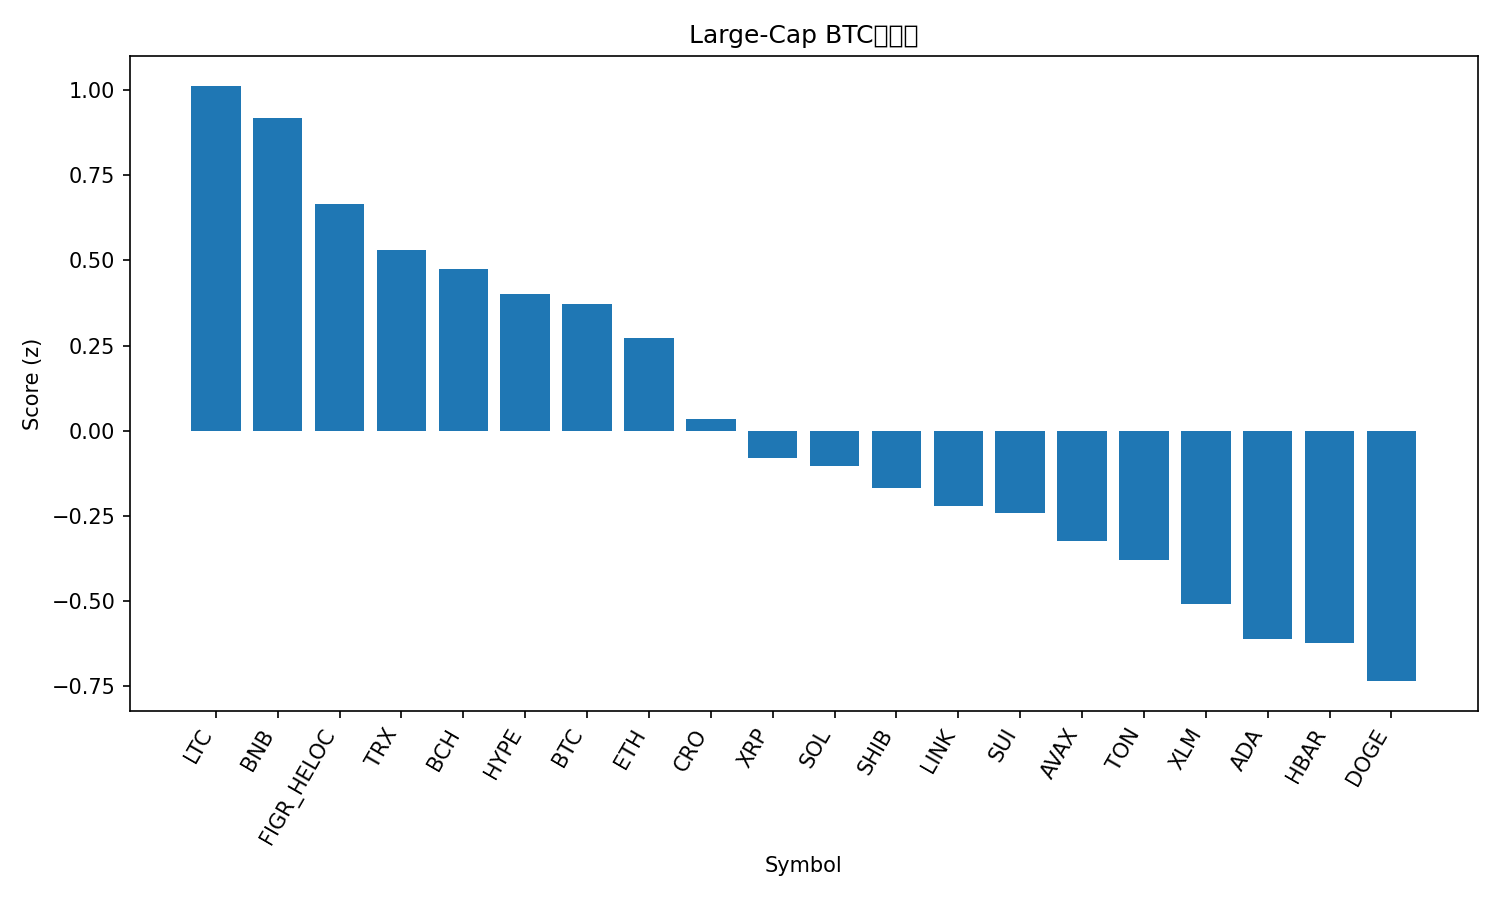 Large-Cap BTC
1.00
0.75
0.50
0.25
0.00
−0.25
−0.50
−0.75
Score (z)
LTC
BNB
FIGR_HELOC
TRX
BCH
HYPE
BTC
ETH
CRO
XRP
SOL
SHIB
LINK
SUI
AVAX
TON
XLM
ADA
HBAR
DOGE
Symbol